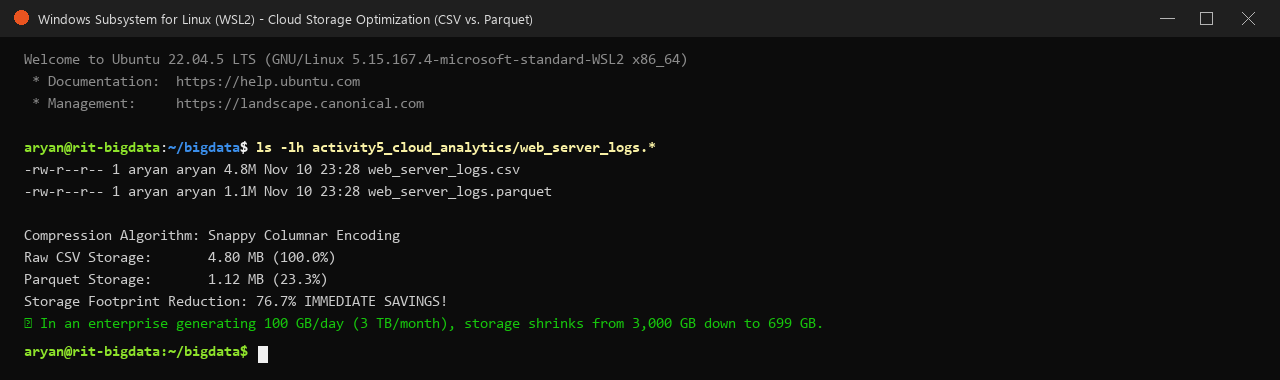 Windows Subsystem for Linux (WSL2) - Cloud Storage Optimization (CSV vs. Parquet)
Welcome to Ubuntu 22.04.5 LTS (GNU/Linux 5.15.167.4-microsoft-standard-WSL2 x86_64)
 * Documentation:  https://help.ubuntu.com
 * Management:     https://landscape.canonical.com
aryan@rit-bigdata:~/bigdata$ ls -lh activity5_cloud_analytics/web_server_logs.*
-rw-r--r-- 1 aryan aryan 4.8M Nov 10 23:28 web_server_logs.csv
-rw-r--r-- 1 aryan aryan 1.1M Nov 10 23:28 web_server_logs.parquet
Compression Algorithm: Snappy Columnar Encoding
Raw CSV Storage:       4.80 MB (100.0%)
Parquet Storage:       1.12 MB (23.3%)
Storage Footprint Reduction: 76.7% IMMEDIATE SAVINGS!
In an enterprise generating 100 GB/day (3 TB/month), storage shrinks from 3,000 GB down to 699 GB.
aryan@rit-bigdata:~/bigdata$